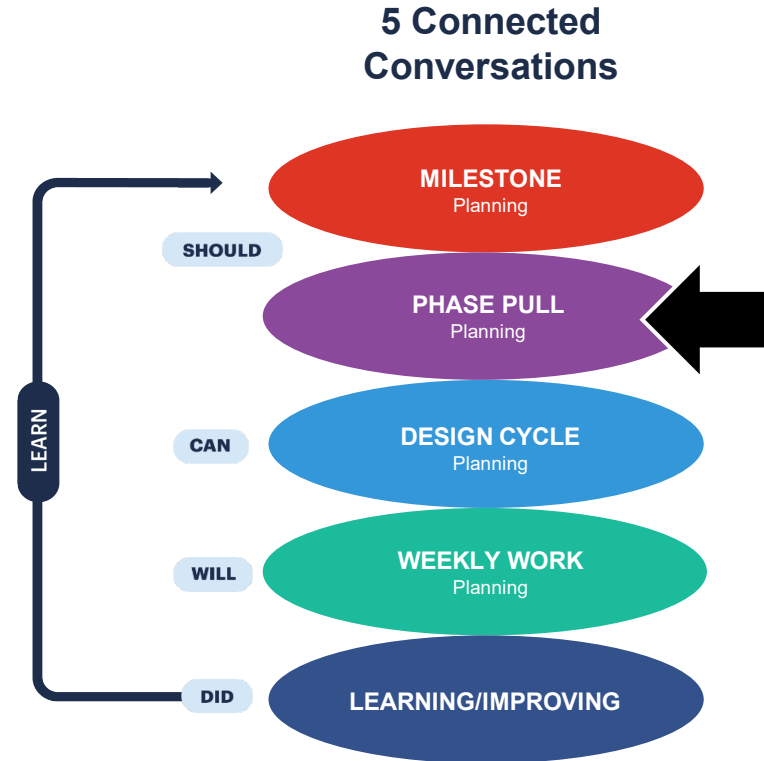 5 Connected
Conversations
MILESTONE
Planning
SHOULD
PHASE PULL
Planning
LEARN
CAN
DESIGN CYCLE
Planning
WILL
WEEKLY WORK
Planning
DID
LEARNING/IMPROVING